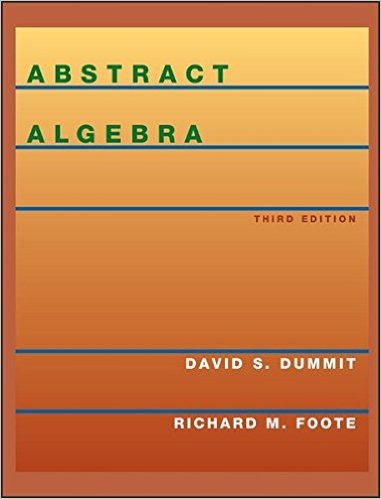 ABSTRACT
ALGEBRA
THIRD EDITION
DAVID S. DUMMIT
RICHARD M. FOOTE